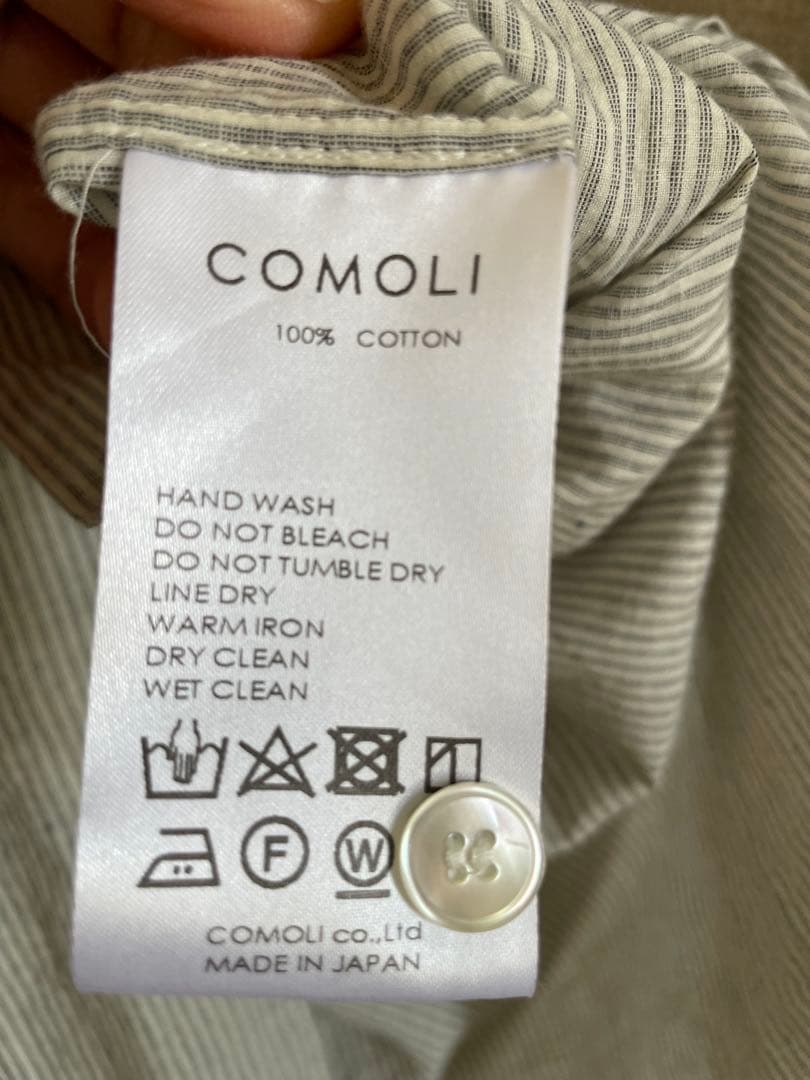 COMOLI
100% COTTON
HAND WASH
DO NOT BLEACH
DO NOT TUMBLE DRY
LINE DRY
WARM IRON
DRY CLEAN
WET CLEAN
F W
COMOLI co.,Ltd
MADE IN JAPAN